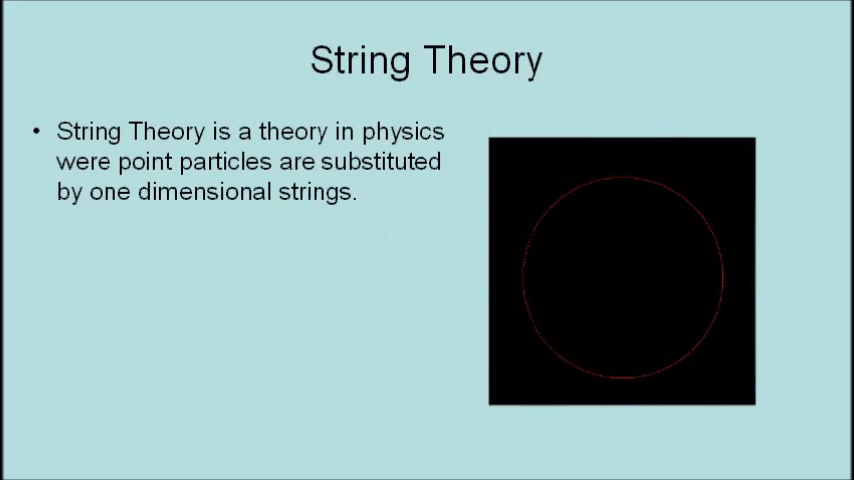 String Theory
• String Theory is a theory in physics
were point particles are substituted
by one dimensional strings.